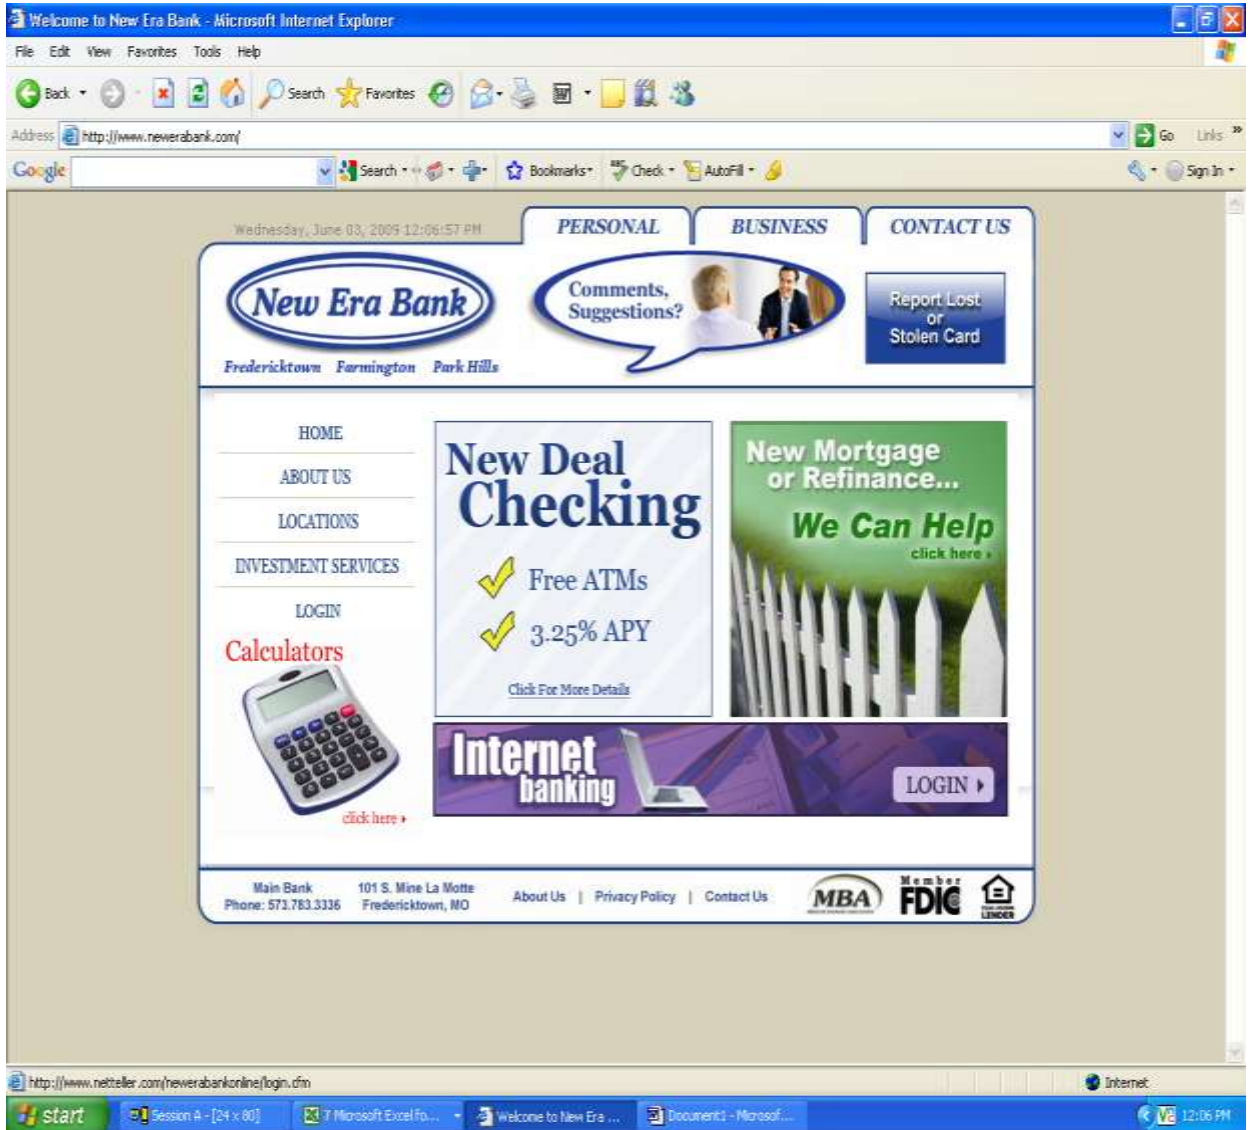 Welcome to New Era Bank - Microsoft Internet Explorer
File Edit View Favorites Tools Help
Back Search Favorites
Address http://www.newerabank.com/ Go Links »
Google Search Bookmarks Check AutoFill Sign In
Wednesday, June 03, 2009 12:06:57 PM
PERSONAL BUSINESS CONTACT US
New Era Bank
Fredericktown Farmington Park Hills
Comments,
Suggestions?
Report Lost
or
Stolen Card
HOME
ABOUT US
LOCATIONS
INVESTMENT SERVICES
LOGIN
Calculators
click here
New Deal
Checking
Free ATMs
3.25% APY
Click For More Details
New Mortgage
or Refinance...
We Can Help
click here
Internet
banking
LOGIN
Main Bank
Phone: 573.783.3336
101 S. Mine La Motte
Fredericktown, MO
About Us | Privacy Policy | Contact Us
MBA
Member
FDIC
LENDER
http://www.netteller.com/newerabankonline/login.cfm Internet
start Session A - [24 x 80] 7 Microsoft Excel Fo... Welcome to New Era ... Document1 - Microsof... 12:06 PM